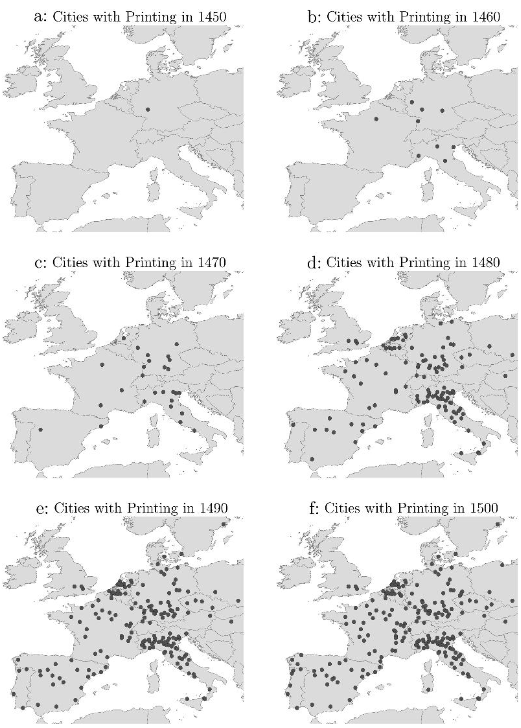 a: Cities with Printing in 1450
b: Cities with Printing in 1460
c: Cities with Printing in 1470
d: Cities with Printing in 1480
e: Cities with Printing in 1490
f: Cities with Printing in 1500